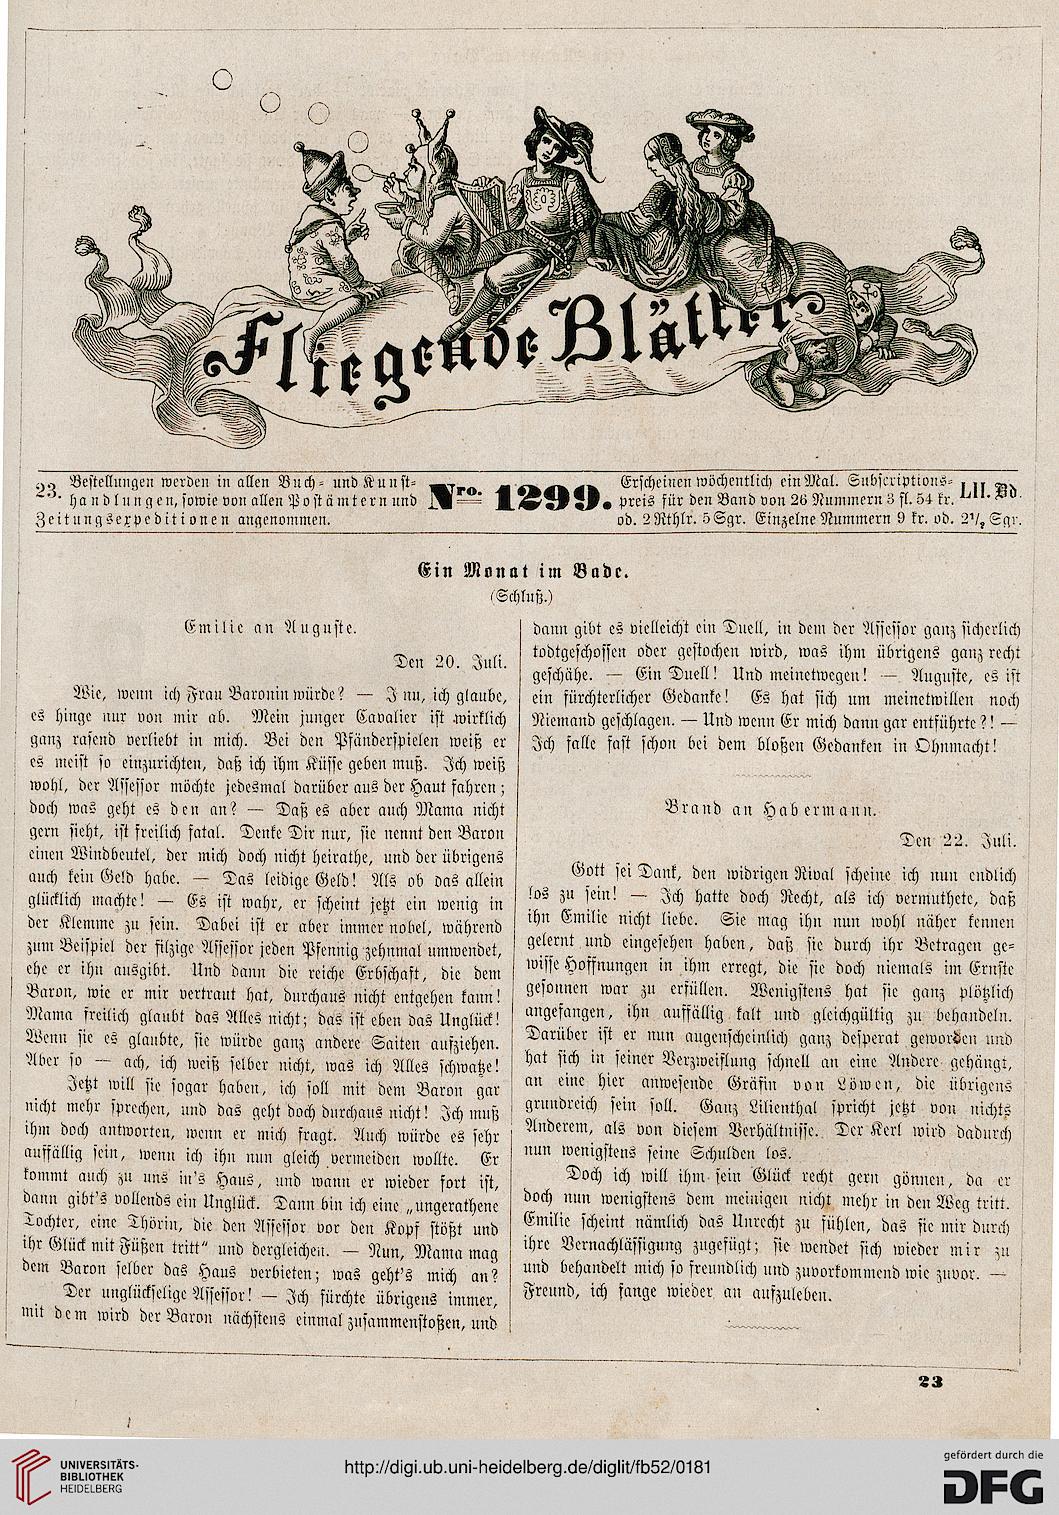 Fliegende Blätter
23. Bestellungen werden in allen Buch- und Kunst-
handlungen, sowie von allen Postämtern und
Zeitungsexpeditionen angenommen.
Nro. 1299.
Erscheinen wöchentlich ein Mal. Subscriptions-
preis für den Band von 26 Nummern 3 fl. 54 kr.
od. 2 Rthlr. 5 Sgr. Einzelne Nummern 9 kr. od. 2½ Sgr.
LII. Bd.
Ein Monat im Bade.
(Schluß.)
Emilie an Auguste.
Den 20. Juli.
Wie, wenn ich Frau Baronin würde? — J nu, ich glaube,
es hinge nur von mir ab. Mein junger Cavalier ist wirklich
ganz rasend verliebt in mich. Bei den Pfänderspielen weiß er
es meist so einzurichten, daß ich ihm Küsse geben muß. Ich weiß
wohl, der Assessor möchte jedesmal darüber aus der Haut fahren;
doch was geht es den an? — Daß es aber auch Mama nicht
gern sieht, ist freilich fatal. Denke Dir nur, sie nennt den Baron
einen Windbeutel, der mich doch nicht heirathe, und der übrigens
auch kein Geld habe. — Das leidige Geld! Als ob das allein
glücklich machte! — Es ist wahr, er scheint jetzt ein wenig in
der Klemme zu sein. Dabei ist er aber immer nobel, während
zum Beispiel der filzige Assessor jeden Pfennig zehnmal umwendet,
ehe er ihn ausgibt. Und dann die reiche Erbschaft, die dem
Baron, wie er mir vertraut hat, durchaus nicht entgehen kann!
Mama freilich glaubt das Alles nicht; das ist eben das Unglück!
Wenn sie es glaubte, sie würde ganz andere Saiten aufziehen.
Aber so — ach, ich weiß selber nicht, was ich Alles schwatze!
Jetzt will sie sogar haben, ich soll mit dem Baron gar
nicht mehr sprechen, und das geht doch durchaus nicht! Ich muß
ihm doch antworten, wenn er mich fragt. Auch würde es sehr
auffällig sein, wenn ich ihn nun gleich vermeiden wollte. Er
kommt auch zu uns in's Haus, und wann er wieder fort ist,
dann gibt's vollends ein Unglück. Dann bin ich eine „ungerathene
Tochter, eine Thörin, die den Assessor vor den Kopf stößt und
ihr Glück mit Füßen tritt“ und dergleichen. — Nun, Mama mag
dem Baron selber das Haus verbieten; was geht's mich an?
Der unglückselige Assessor! — Ich fürchte übrigens immer,
mit dem wird der Baron nächstens einmal zusammenstoßen, und
dann gibt es vielleicht ein Duell, in dem der Assessor ganz sicherlich
todtgeschossen oder gestochen wird, was ihm übrigens ganz recht
geschähe. — Ein Duell! Und meinetwegen! — Auguste, es ist
ein fürchterlicher Gedanke! Es hat sich um meinetwillen noch
Niemand geschlagen. — Und wenn Er mich dann gar entführte?! —
Ich falle fast schon bei dem bloßen Gedanken in Ohnmacht!
Brand an Habermann.
Den 22. Juli.
Gott sei Dank, den widrigen Rival scheine ich nun endlich
los zu sein! — Ich hatte doch Recht, als ich vermuthete, daß
ihn Emilie nicht liebe. Sie mag ihn nun wohl näher kennen
gelernt und eingesehen haben, daß sie durch ihr Betragen ge-
wisse Hoffnungen in ihm erregt, die sie doch niemals im Ernste
gesonnen war zu erfüllen. Wenigstens hat sie ganz plötzlich
angefangen, ihn auffällig kalt und gleichgültig zu behandeln.
Darüber ist er nun augenscheinlich ganz desperat geworden und
hat sich in seiner Verzweiflung schnell an eine Andere gehängt,
an eine hier anwesende Gräfin von Löwen, die übrigens
grundreich sein soll. Ganz Lilienthal spricht jetzt von nichts
Anderem, als von diesem Verhältnisse. Der Kerl wird dadurch
nun wenigstens seine Schulden los.
Doch ich will ihm sein Glück recht gern gönnen, da er
doch nun wenigstens dem meinigen nicht mehr in den Weg tritt.
Emilie scheint nämlich das Unrecht zu fühlen, das sie mir durch
ihre Vernachlässigung zugefügt; sie wendet sich wieder mir zu
und behandelt mich so freundlich und zuvorkommend wie zuvor. —
Freund, ich fange wieder an aufzuleben.
23
UNIVERSITÄTS-
BIBLIOTHEK
HEIDELBERG
http://digi.ub.uni-heidelberg.de/diglit/fb52/0181
gefördert durch die
DFG